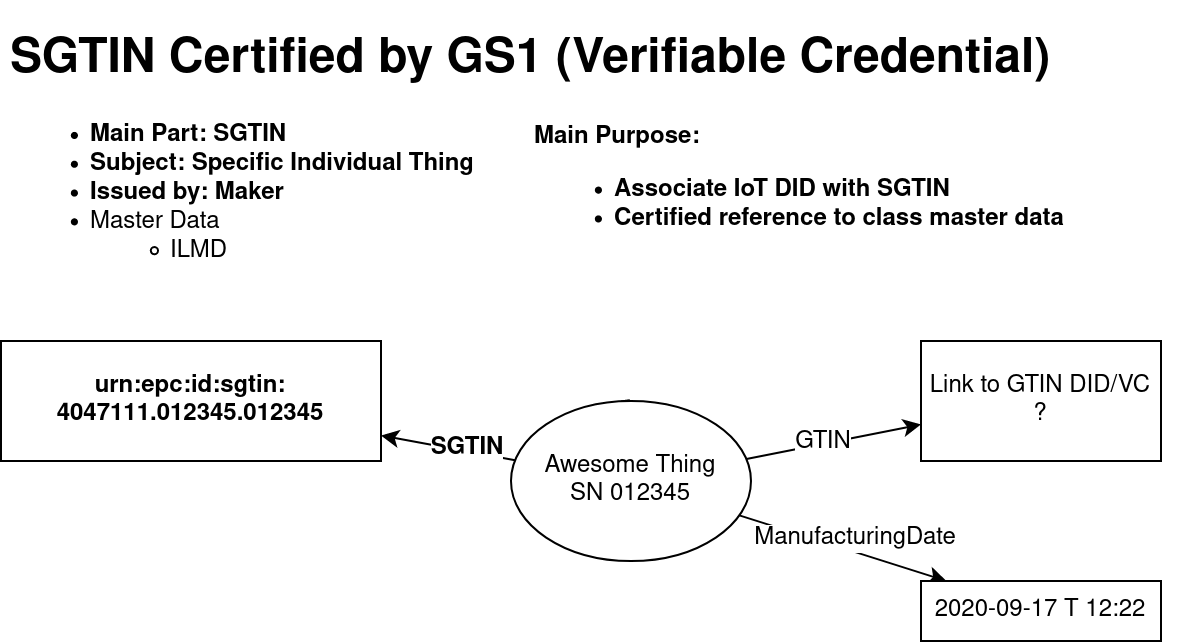 SGTIN Certified by GS1 (Verifiable Credential)
Main Part: SGTIN
Subject: Specific Individual Thing
Issued by: Maker
Master Data
ILMD
Main Purpose:
Associate IoT DID with SGTIN
Certified reference to class master data
urn:epc:id:sgtin:
4047111.012345.012345
SGTIN
Awesome Thing
SN 012345
GTIN
Link to GTIN DID/VC
?
ManufacturingDate
2020-09-17 T 12:22